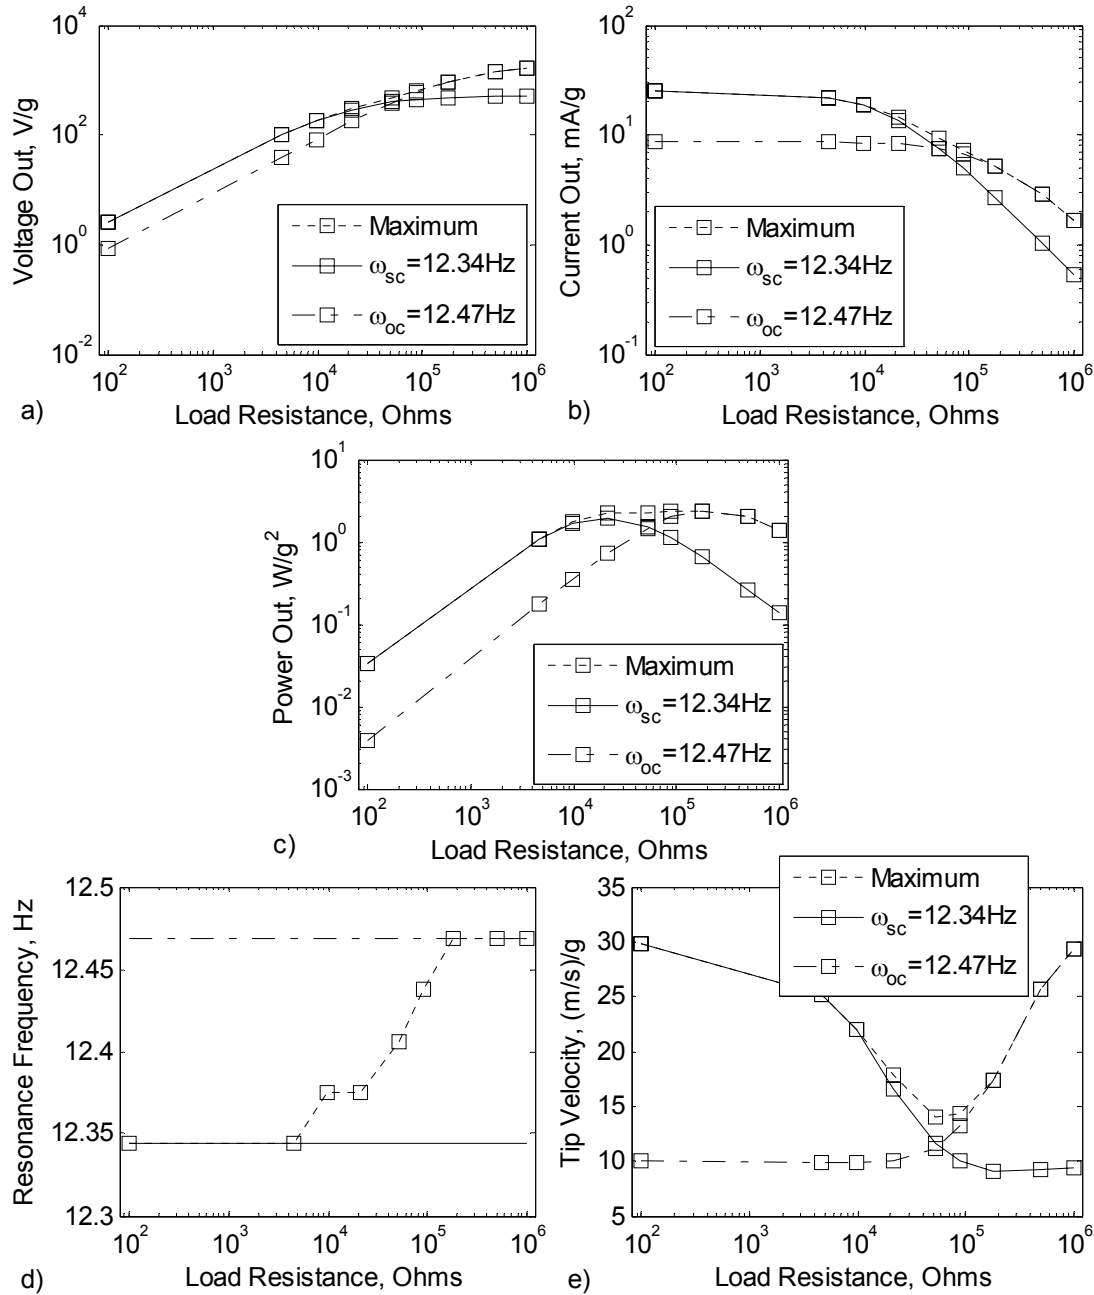 10^4
10^2
10^0
10^-2
Voltage Out, V/g
Maximum
ω_sc=12.34Hz
ω_oc=12.47Hz
10^2 10^3 10^4 10^5 10^6
a) Load Resistance, Ohms
10^2
10^1
10^0
10^-1
Current Out, mA/g
Maximum
ω_sc=12.34Hz
ω_oc=12.47Hz
10^2 10^3 10^4 10^5 10^6
b) Load Resistance, Ohms
10^1
10^0
10^-1
10^-2
10^-3
Power Out, W/g^2
Maximum
ω_sc=12.34Hz
ω_oc=12.47Hz
10^2 10^3 10^4 10^5 10^6
c) Load Resistance, Ohms
12.5
12.45
12.4
12.35
12.3
Resonance Frequency, Hz
10^2 10^3 10^4 10^5 10^6
d) Load Resistance, Ohms
35
30
25
20
15
10
5
Tip Velocity, (m/s)/g
Maximum
ω_sc=12.34Hz
ω_oc=12.47Hz
10^2 10^3 10^4 10^5 10^6
e) Load Resistance, Ohms